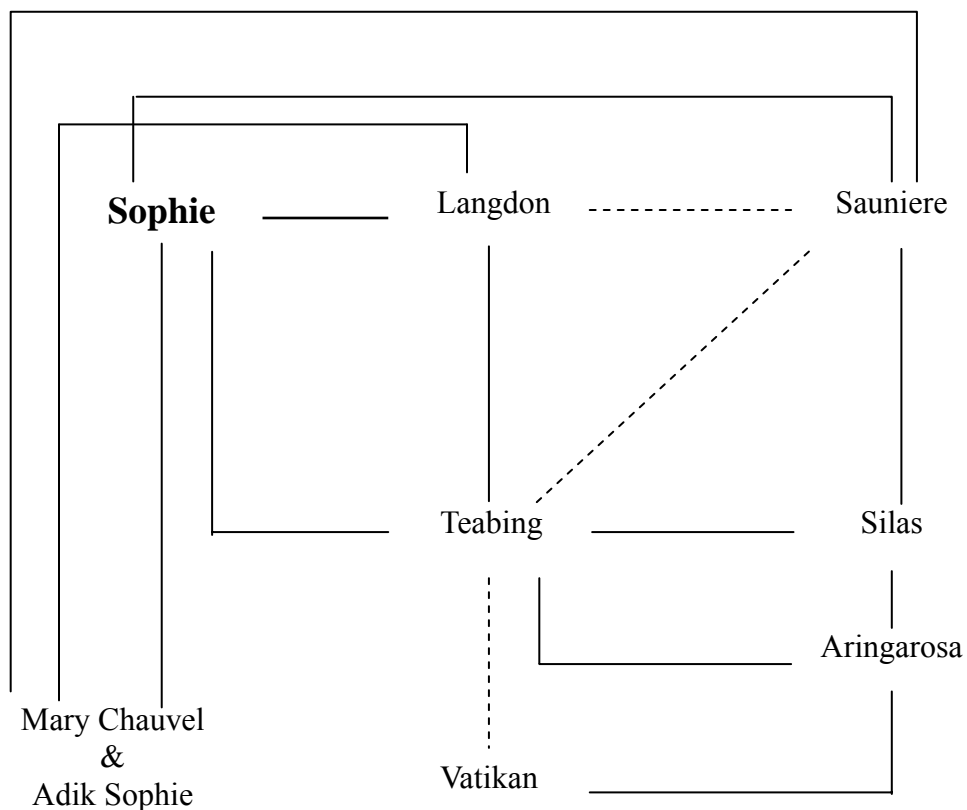 Sophie
Langdon
Sauniere
Teabing
Silas
Aringarosa
Mary Chauvel
&
Adik Sophie
Vatikan